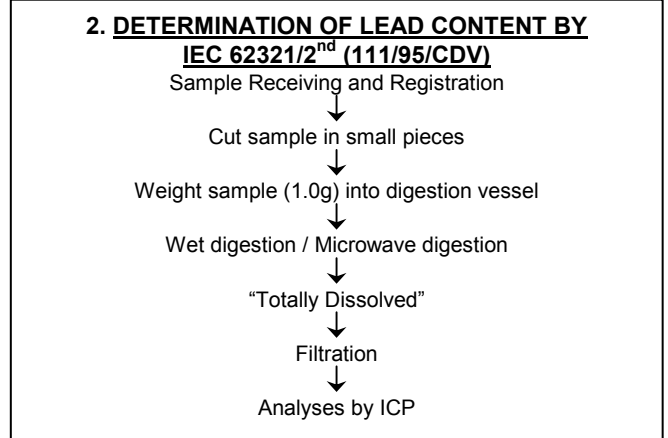 2. DETERMINATION OF LEAD CONTENT BY
IEC 62321/2nd (111/95/CDV)
Sample Receiving and Registration
Cut sample in small pieces
Weight sample (1.0g) into digestion vessel
Wet digestion / Microwave digestion
“Totally Dissolved”
Filtration
Analyses by ICP